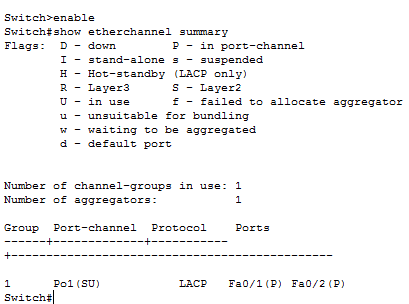 Switch>enable
Switch#show etherchannel summary
Flags:  D - down        P - in port-channel
        I - stand-alone s - suspended
        H - Hot-standby (LACP only)
        R - Layer3      S - Layer2
        U - in use      f - failed to allocate aggregator
        u - unsuitable for bundling
        w - waiting to be aggregated
        d - default port
Number of channel-groups in use: 1
Number of aggregators:           1
Group  Port-channel  Protocol    Ports
------+-------------+-----------
+----------------------------------------------
1      Po1(SU)           LACP   Fa0/1(P) Fa0/2(P)
Switch#